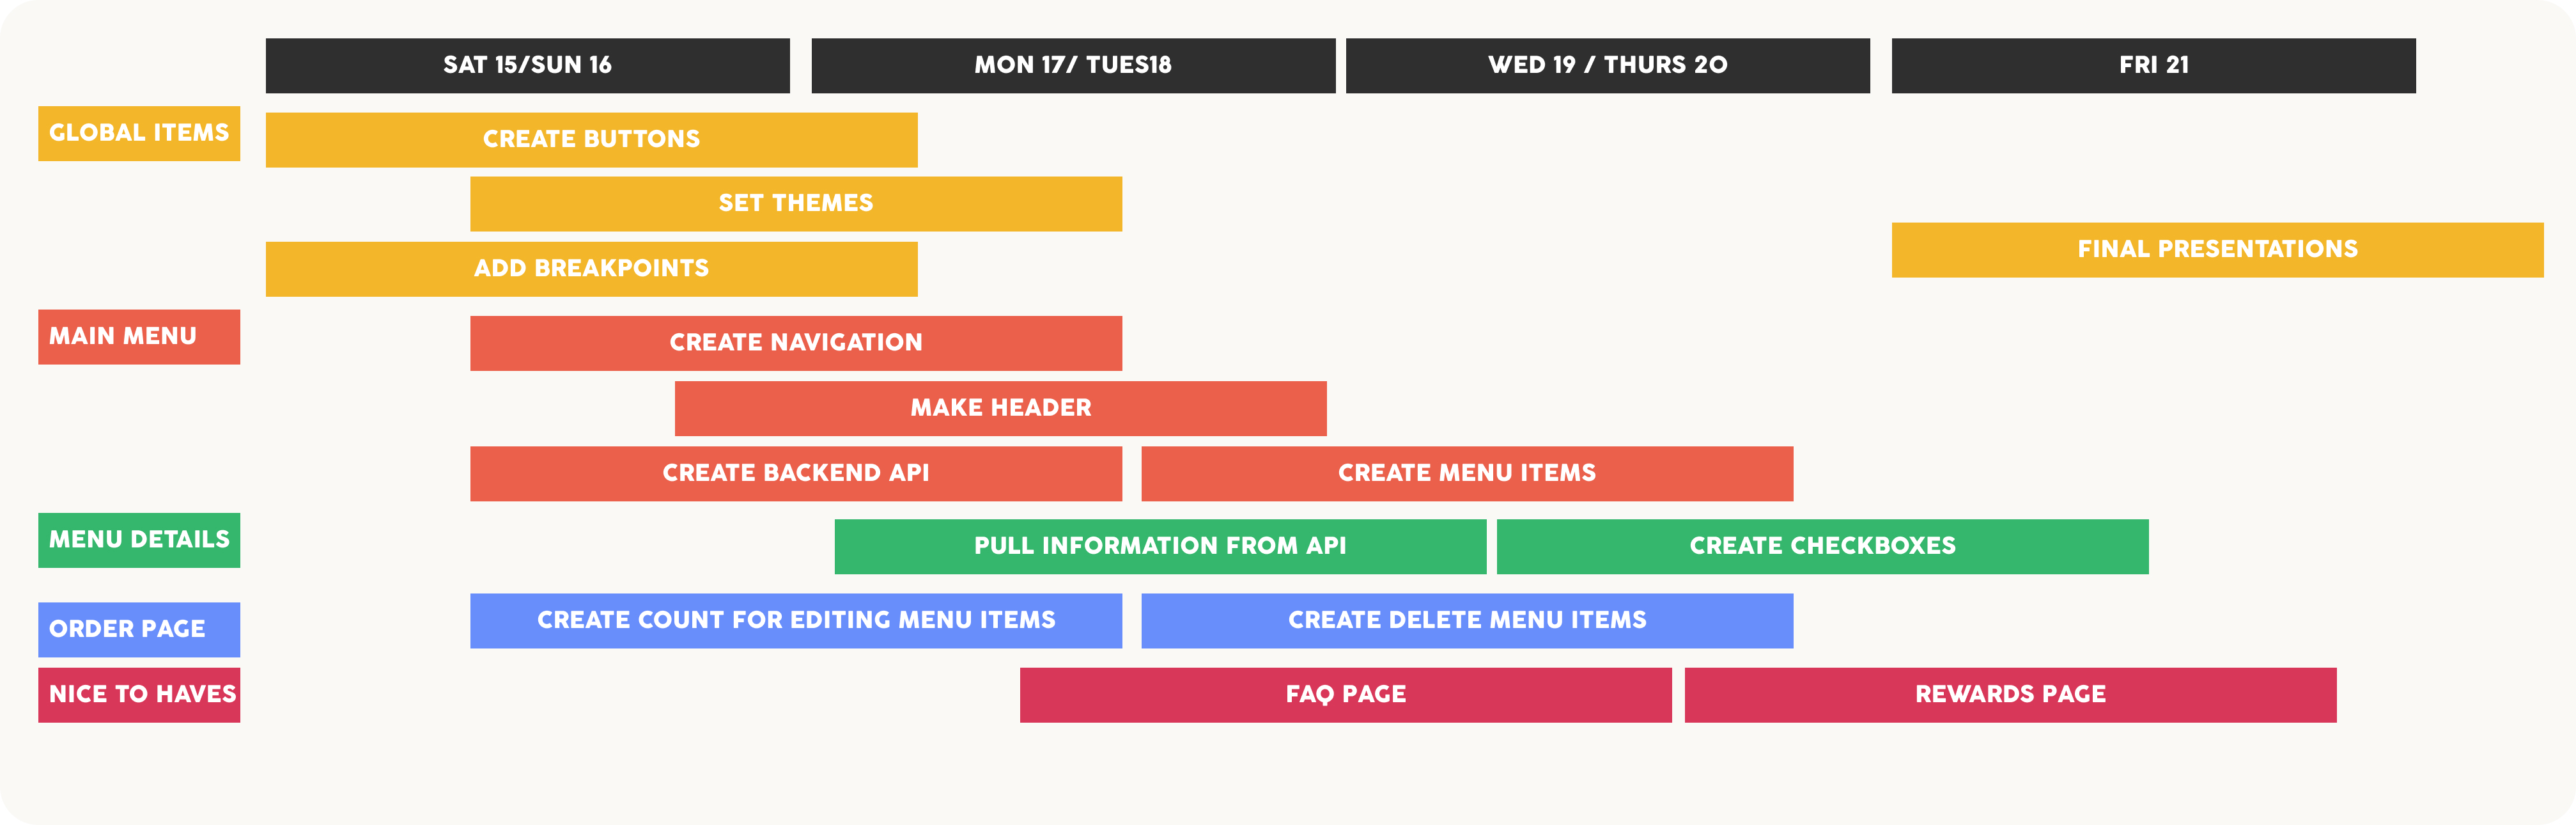 SAT 15/SUN 16
MON 17/ TUES18
WED 19 / THURS 20
FRI 21
GLOBAL ITEMS
CREATE BUTTONS
SET THEMES
FINAL PRESENTATIONS
ADD BREAKPOINTS
MAIN MENU
CREATE NAVIGATION
MAKE HEADER
CREATE BACKEND API
CREATE MENU ITEMS
MENU DETAILS
PULL INFORMATION FROM API
CREATE CHECKBOXES
ORDER PAGE
CREATE COUNT FOR EDITING MENU ITEMS
CREATE DELETE MENU ITEMS
NICE TO HAVES
FAQ PAGE
REWARDS PAGE